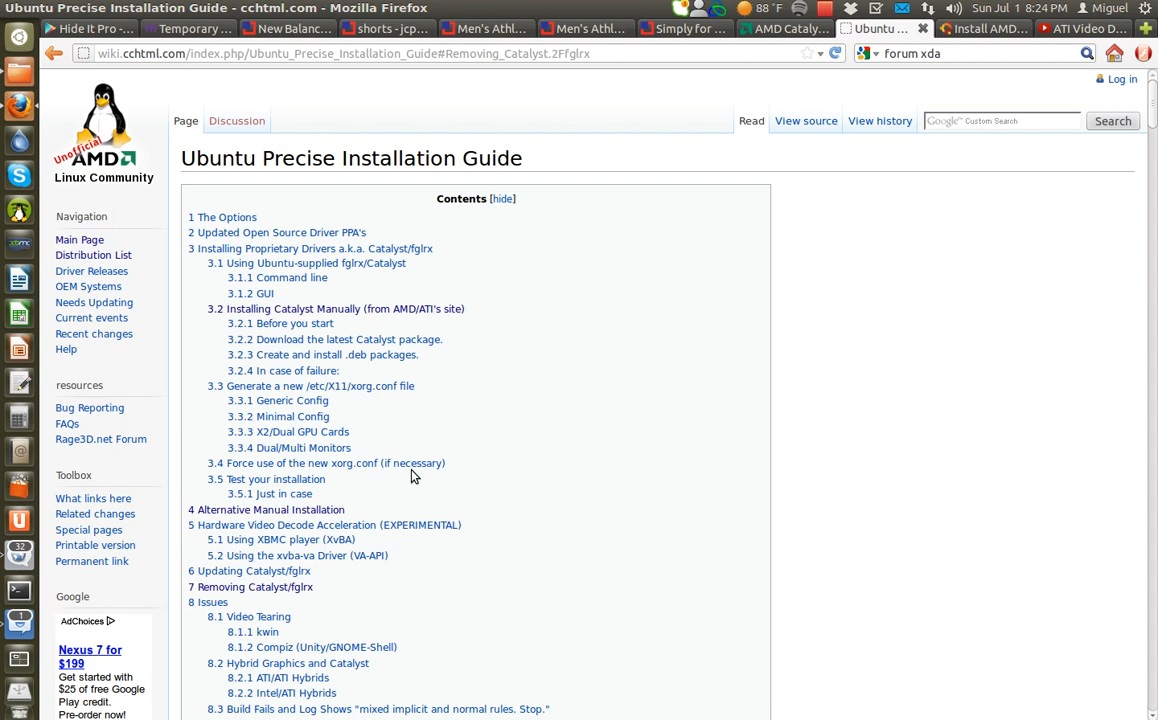 Ubuntu Precise Installation Guide - cchtml.com - Mozilla Firefox
88 °F
Sun Jul 1 8:24 PM
Miguel
Hide It Pro -...
Temporary ...
New Balanc...
shorts - jcp...
Men's Athl...
Men's Athl...
Simply for ...
AMD Cataly...
Ubuntu ...
Install AMD...
ATI Video D...
wiki.cchtml.com/index.php/Ubuntu_Precise_Installation_Guide#Removing_Catalyst.2Ffglrx
forum xda
Log in
Page
Discussion
Read
View source
View history
Google™ Custom Search
Search
Unofficial
AMD
Linux Community
Navigation
Main Page
Distribution List
Driver Releases
OEM Systems
Needs Updating
Current events
Recent changes
Help
resources
Bug Reporting
FAQs
Rage3D.net Forum
Toolbox
What links here
Related changes
Special pages
Printable version
Permanent link
Google
AdChoices
Nexus 7 for
$199
Get started with
$25 of free Google
Play credit.
Pre-order now!
Ubuntu Precise Installation Guide
Contents [hide]
1 The Options
2 Updated Open Source Driver PPA's
3 Installing Proprietary Drivers a.k.a. Catalyst/fglrx
3.1 Using Ubuntu-supplied fglrx/Catalyst
3.1.1 Command line
3.1.2 GUI
3.2 Installing Catalyst Manually (from AMD/ATI's site)
3.2.1 Before you start
3.2.2 Download the latest Catalyst package.
3.2.3 Create and install .deb packages.
3.2.4 In case of failure:
3.3 Generate a new /etc/X11/xorg.conf file
3.3.1 Generic Config
3.3.2 Minimal Config
3.3.3 X2/Dual GPU Cards
3.3.4 Dual/Multi Monitors
3.4 Force use of the new xorg.conf (if necessary)
3.5 Test your installation
3.5.1 Just in case
4 Alternative Manual Installation
5 Hardware Video Decode Acceleration (EXPERIMENTAL)
5.1 Using XBMC player (XvBA)
5.2 Using the xvba-va Driver (VA-API)
6 Updating Catalyst/fglrx
7 Removing Catalyst/fglrx
8 Issues
8.1 Video Tearing
8.1.1 kwin
8.1.2 Compiz (Unity/GNOME-Shell)
8.2 Hybrid Graphics and Catalyst
8.2.1 ATI/ATI Hybrids
8.2.2 Intel/ATI Hybrids
8.3 Build Fails and Log Shows "mixed implicit and normal rules. Stop."
32
1